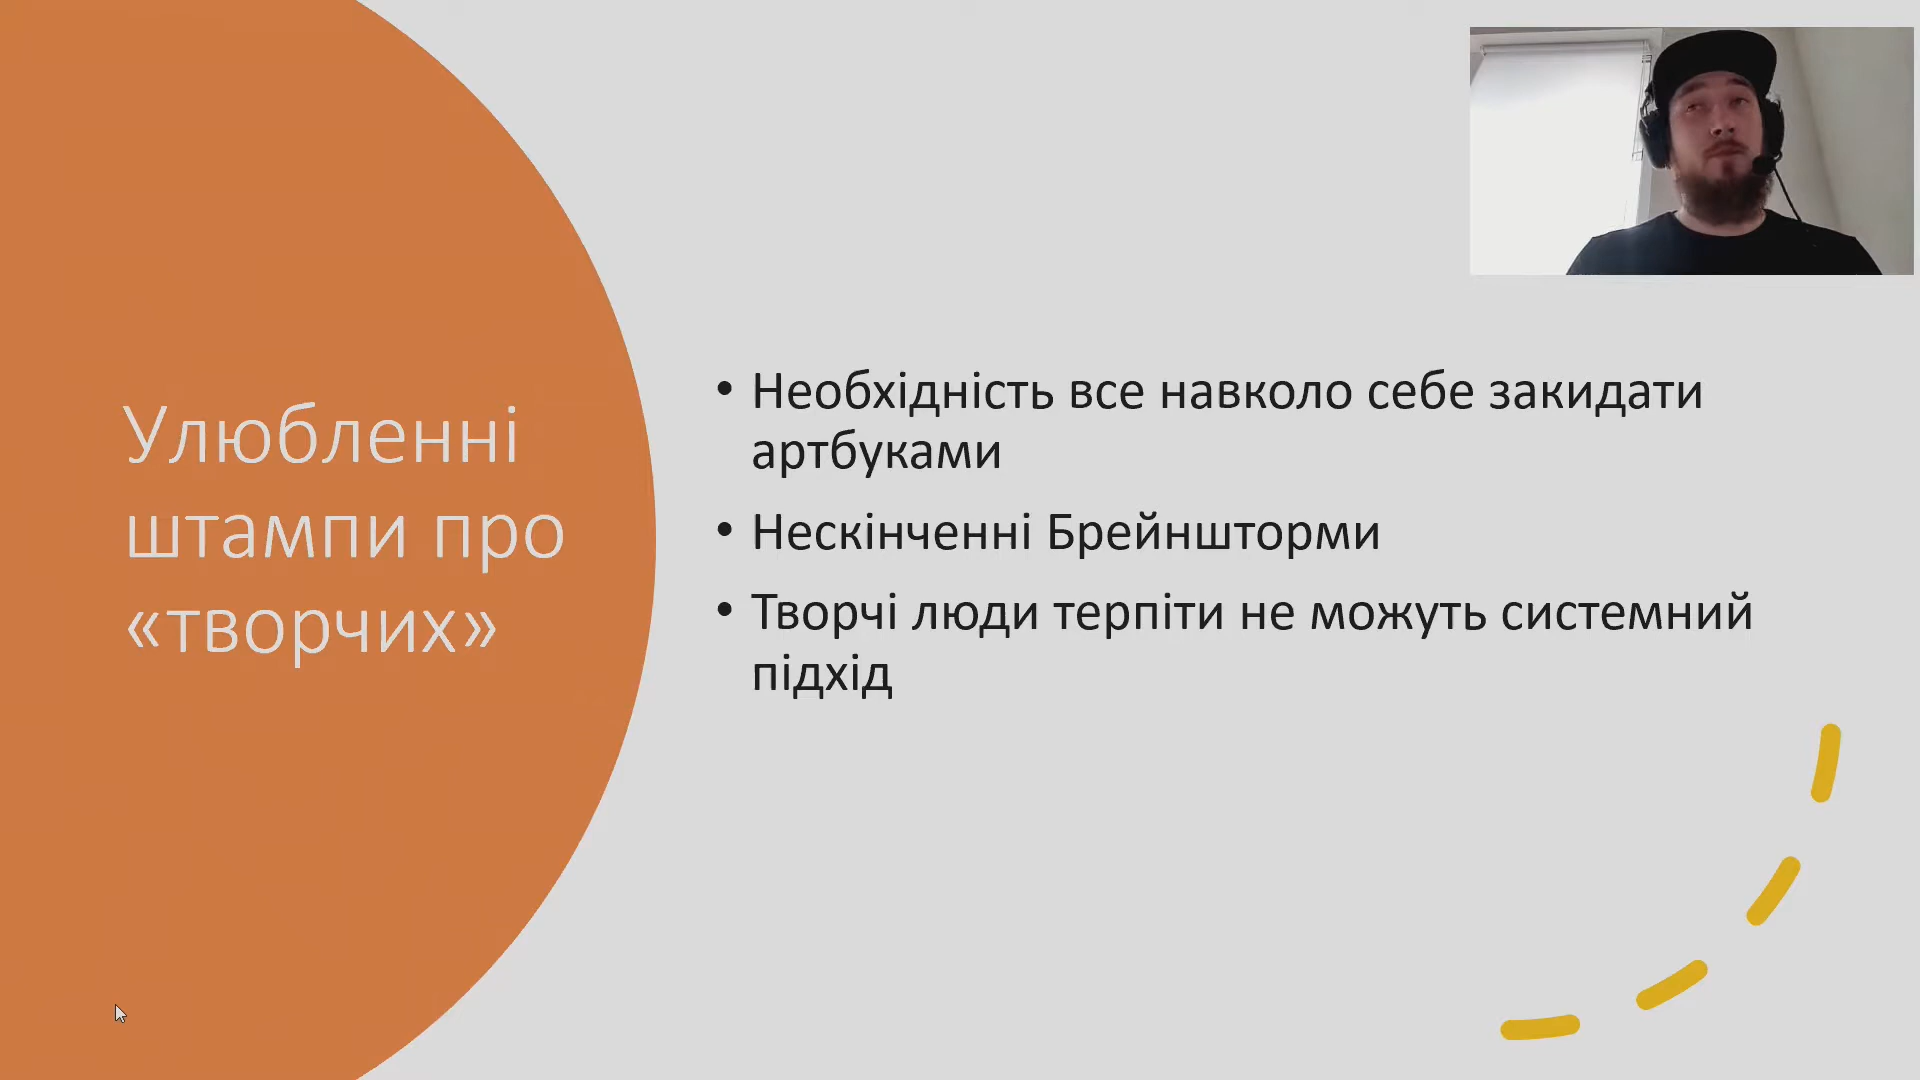 Улюбленні
штампи про
«творчих»
• Необхідність все навколо себе закидати
артбуками
• Нескінченні Брейншторми
• Творчі люди терпіти не можуть системний
підхід